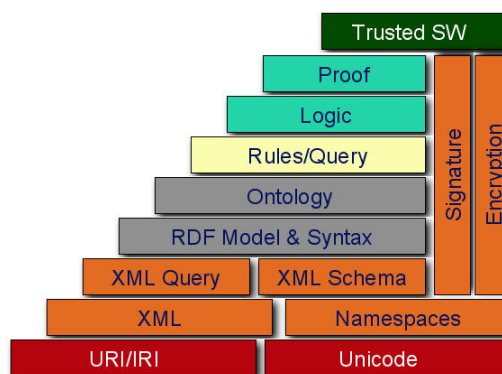 Trusted SW
Proof
Logic
Rules/Query
Ontology
RDF Model & Syntax
Signature
Encryption
XML Query
XML Schema
XML
Namespaces
URI/IRI
Unicode